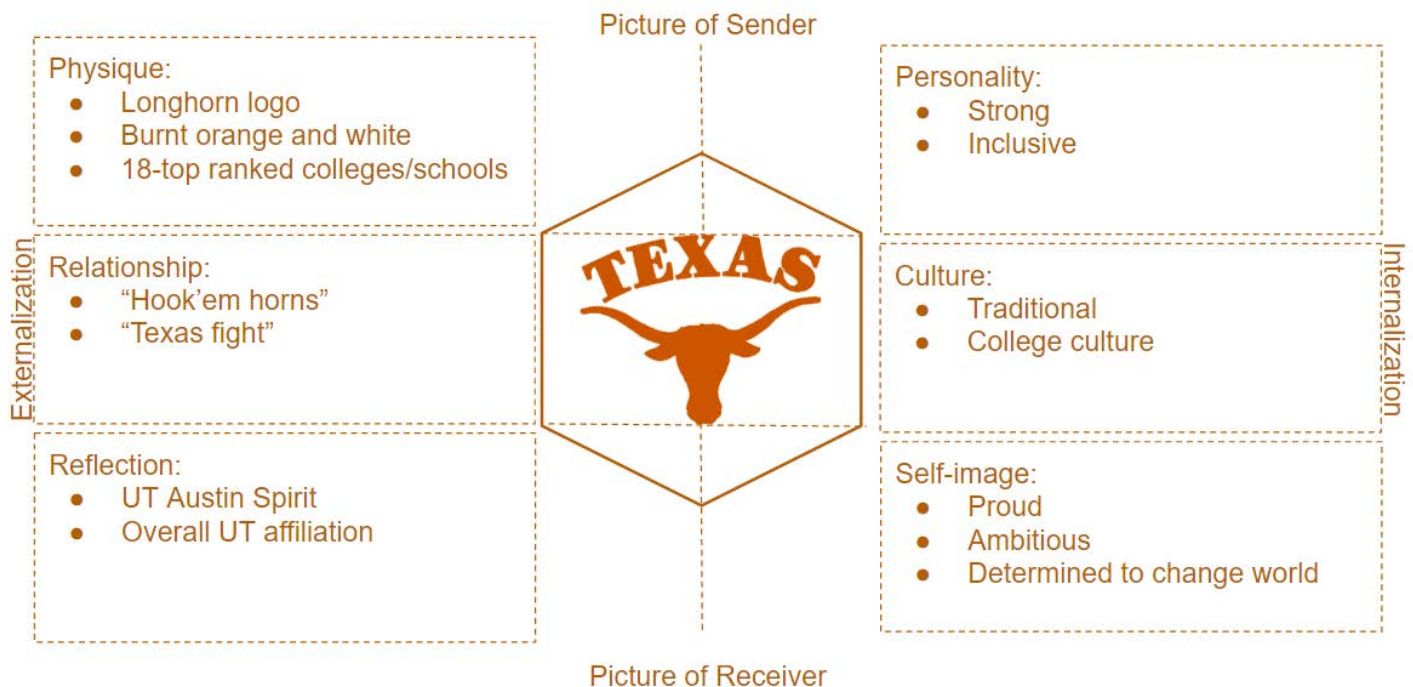 Picture of Sender
Physique:
● Longhorn logo
● Burnt orange and white
● 18-top ranked colleges/schools
Personality:
● Strong
● Inclusive
Externalization
Relationship:
● “Hook’em horns”
● “Texas fight”
TEXAS
Culture:
● Traditional
● College culture
Internalization
Reflection:
● UT Austin Spirit
● Overall UT affiliation
Self-image:
● Proud
● Ambitious
● Determined to change world
Picture of Receiver